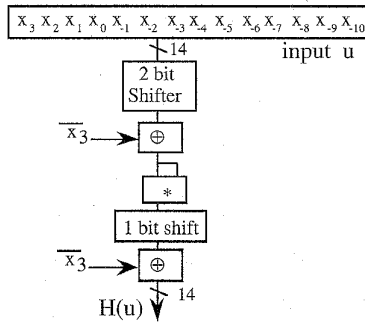 x₃ x₂ x₁ x₀ x₋₁ x₋₂ x₋₃ x₋₄ x₋₅ x₋₆ x₋₇ x₋₈ x₋₉ x₋₁₀
14
input u
2 bit
Shifter
x̄₃
⊕
*
1 bit shift
x̄₃
⊕
14
H(u)